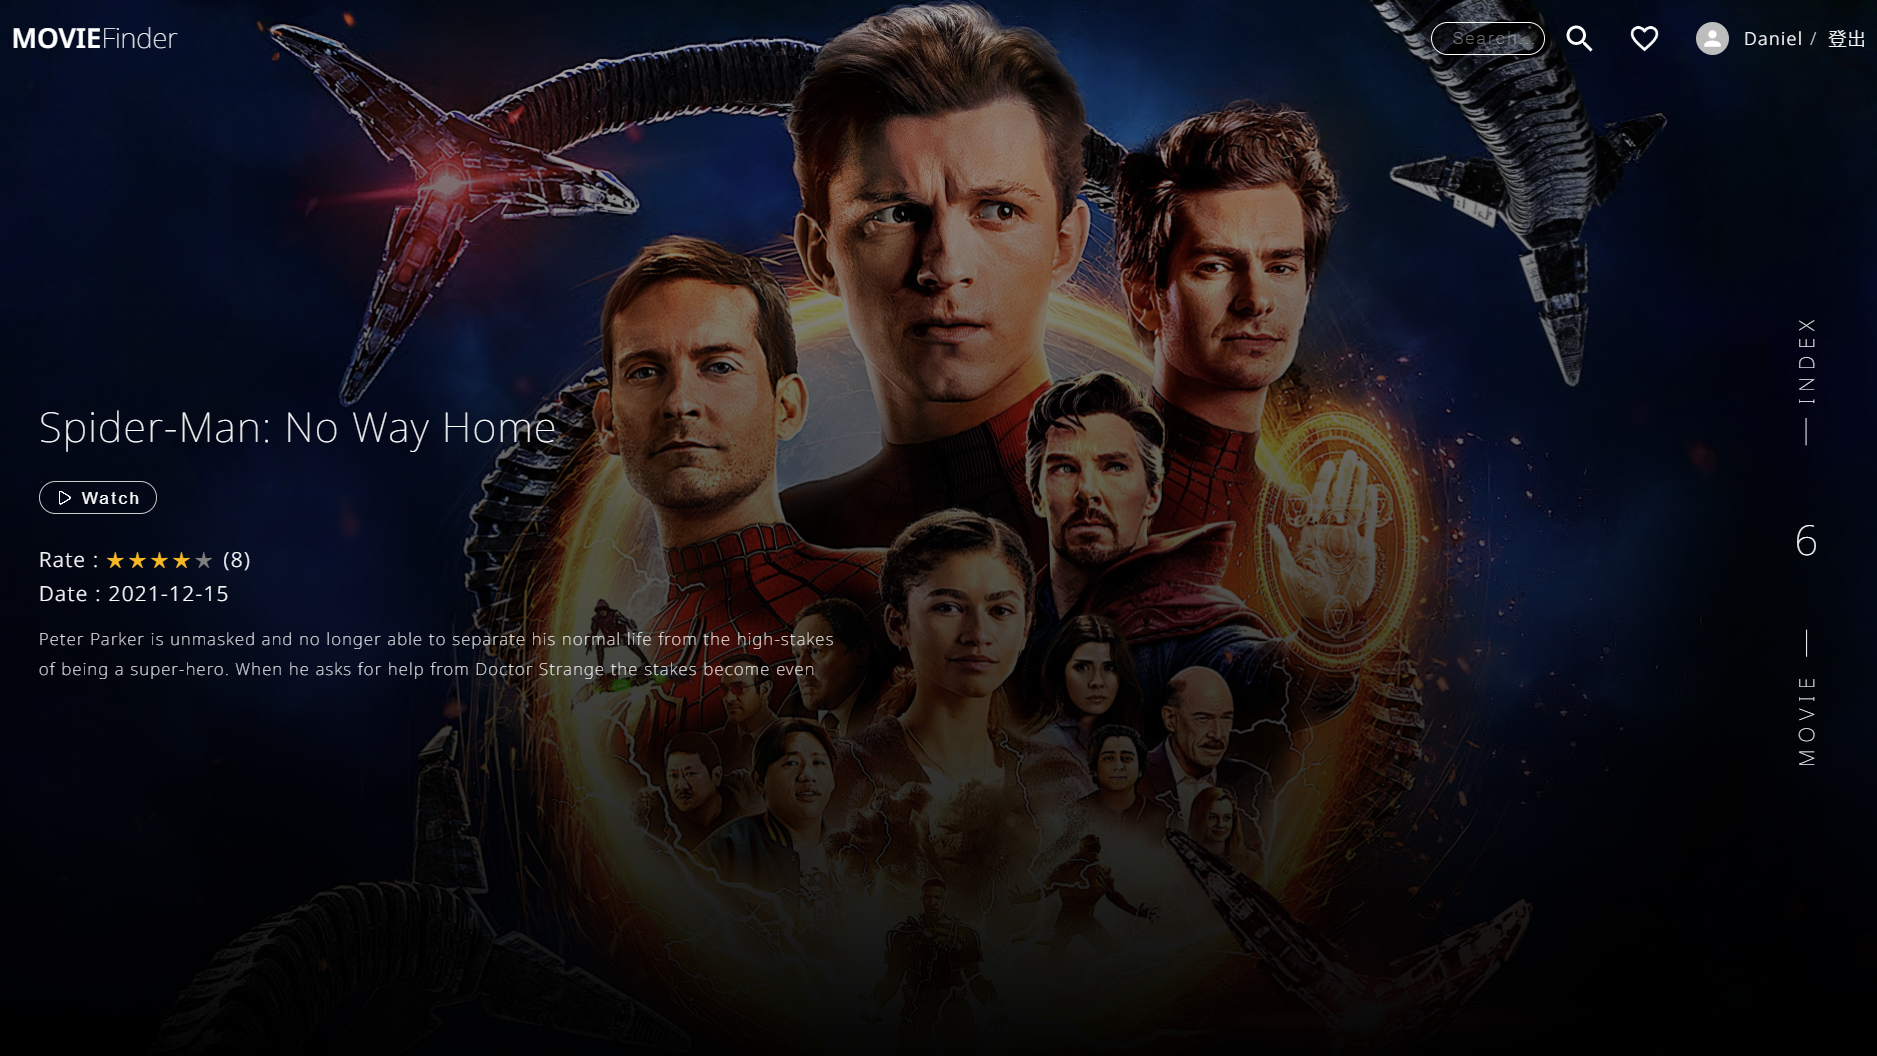 MOVIEFinder
Search...
Daniel / 登出
Spider-Man: No Way Home
Watch
Rate : ★★★★★ (8)
Date : 2021-12-15
Peter Parker is unmasked and no longer able to separate his normal life from the high-stakes
of being a super-hero. When he asks for help from Doctor Strange the stakes become even
INDEX
6
MOVIE